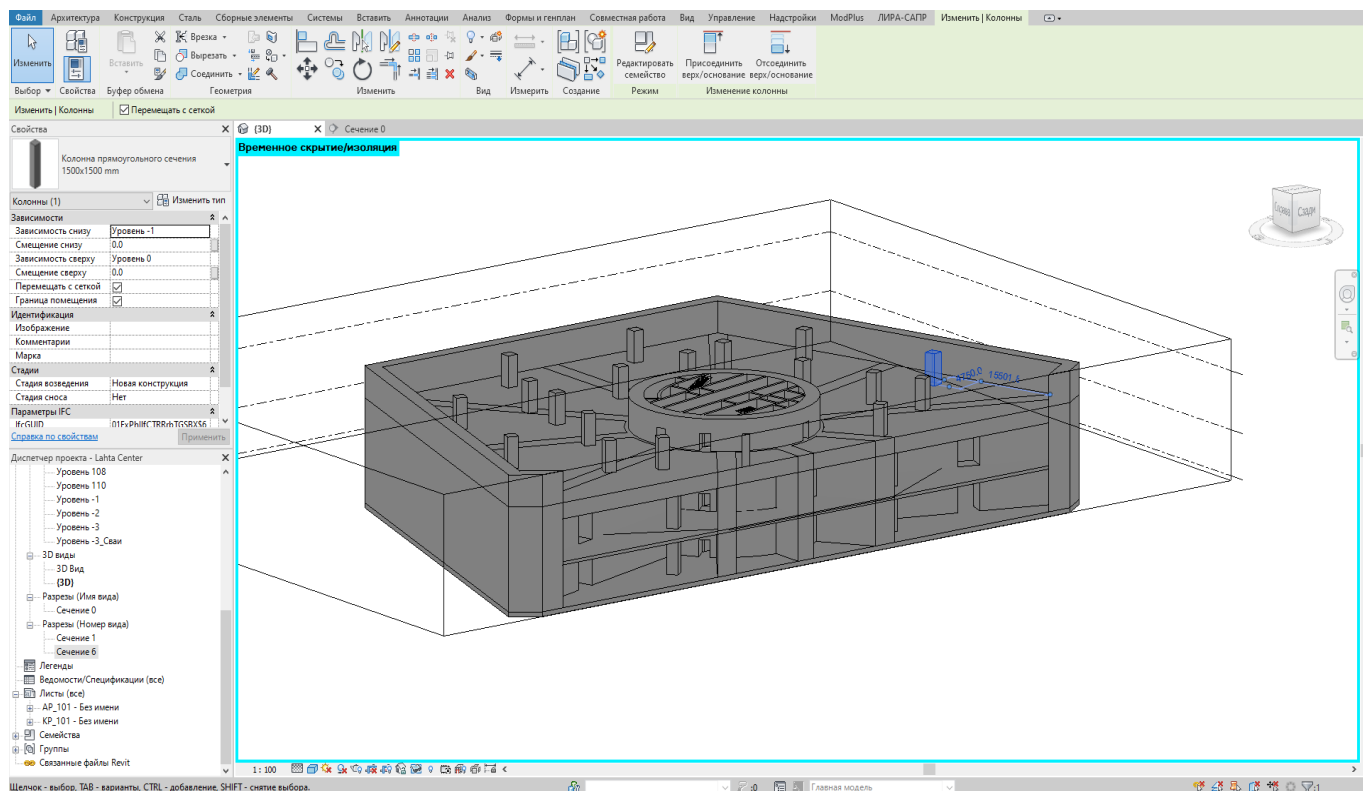 Файл Архитектура Конструкция Сталь Сборные элементы Системы Вставить Аннотации Анализ Формы и генплан Совместная работа Вид Управление Надстройки ModPlus ЛИРА-САПР Изменить | Колонны
Изменить
Вставить
Врезка
Вырезать
Соединить
Редактировать
семейство
Присоединить
верх/основание
Отсоединить
верх/основание
Выбор Свойства Буфер обмена Геометрия Изменить Вид Измерить Создание Режим Изменение колонны
Изменить | Колонны Перемещать с сеткой
Свойства X
{3D} X Сечение 0
Временное скрытие/изоляция
Колонна прямоугольного сечения
1500x1500 mm
Колонны (1) Изменить тип
Зависимости
Зависимость снизу Уровень -1
Смещение снизу 0.0
Зависимость сверху Уровень 0
Смещение сверху 0.0
Перемещать с сеткой
Граница помещения
Идентификация
Изображение
Комментарии
Марка
Стадии
Стадия возведения Новая конструкция
Стадия сноса Нет
Параметры IFC
IfcGUID
Справка по свойствам Применить
Диспетчер проекта - Lahta Center X
Уровень 108
Уровень 110
Уровень -1
Уровень -2
Уровень -3
Уровень -3_Сваи
3D виды
3D Вид
{3D}
Разрезы (Имя вида)
Сечение 0
Разрезы (Номер вида)
Сечение 1
Сечение 6
Легенды
Ведомости/Спецификации (все)
Листы (все)
АР_101 - Без имени
КР_101 - Без имени
Семейства
Группы
Связанные файлы Revit
Справа Сзади
4750.0 15501.5
1 : 100
Щелчок - выбор, TAB - варианты, CTRL - добавление, SHIFT - снятие выбора.
:0 Главная модель :1